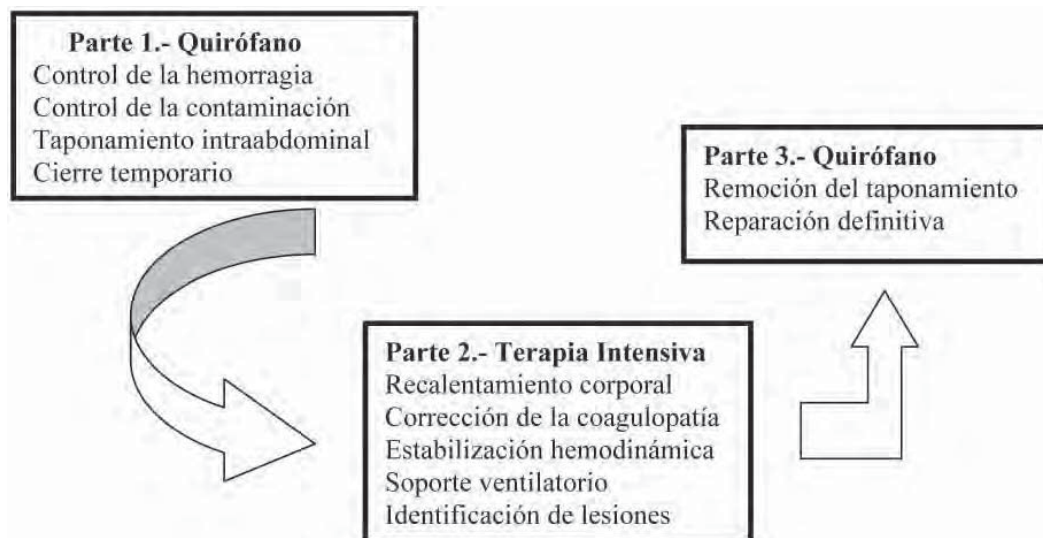 Parte 1.- Quirófano
Control de la hemorragia
Control de la contaminación
Taponamiento intraabdominal
Cierre temporario
Parte 2.- Terapia Intensiva
Recalentamiento corporal
Corrección de la coagulopatía
Estabilización hemodinámica
Soporte ventilatorio
Identificación de lesiones
Parte 3.- Quirófano
Remoción del taponamiento
Reparación definitiva